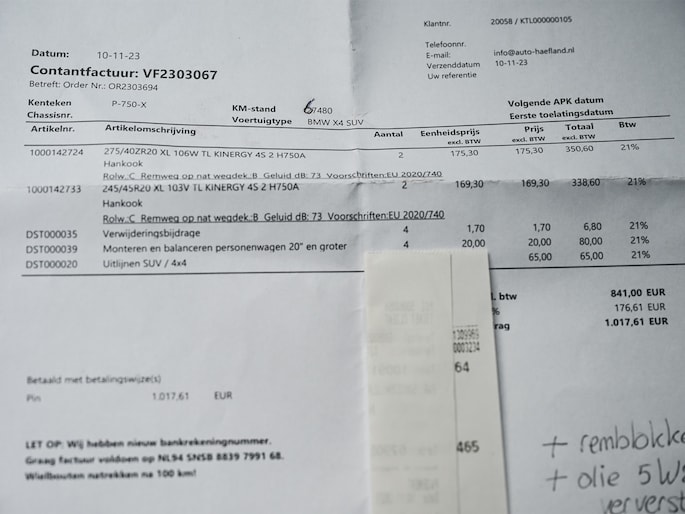 Klantnr. 20058 / KTL000000105
Telefoonnr.
E-mail: info@auto-haefland.nl
Verzenddatum 10-11-23
Uw referentie
Datum: 10-11-23
Contantfactuur: VF2303067
Betreft: Order Nr.: OR2303694
Kenteken P-750-X KM-stand 67480 Volgende APK datum
Chassisnr. Voertuigtype BMW X4 SUV Eerste toelatingsdatum
Artikelnr. Artikelomschrijving Aantal Eenheidsprijs Prijs Totaal Btw
excl. BTW excl. BTW excl. BTW
1000142724 275/40ZR20 XL 106W TL KINERGY 4S 2 H750A 2 175,30 175,30 350,60 21%
Hankook
Rolw.:C Remweg op nat wegdek.:B Geluid dB: 73 Voorschriften:EU 2020/740
1000142733 245/45R20 XL 103V TL KINERGY 4S 2 H750A 2 169,30 169,30 338,60 21%
Hankook
Rolw.:C Remweg op nat wegdek.:B Geluid dB: 73 Voorschriften:EU 2020/740
DST000035 Verwijderingsbijdrage 4 1,70 1,70 6,80 21%
DST000039 Monteren en balanceren personenwagen 20" en groter 4 20,00 20,00 80,00 21%
DST000020 Uitlijnen SUV / 4x4 65,00 65,00 21%
l. btw 841,00 EUR
% 176,61 EUR
rag 1.017,61 EUR
1309969
0001234
64
465
Betaald met betalingswijze(s)
Pin 1.017,61 EUR
LET OP: Wij hebben nieuw bankrekeningnummer.
Graag factuur voldoen op NL94 SNSB 8839 7991 68.
Wielbouten natrekken na 100 km!
+ remblokke
+ olie 5W
ververst